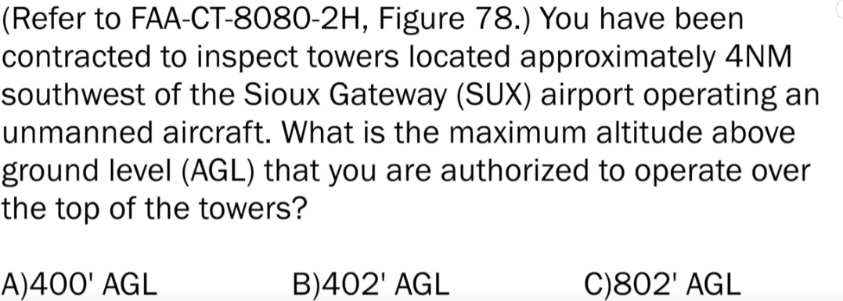 (Refer to FAA-CT-8080-2H, Figure 78.) You have been
contracted to inspect towers located approximately 4NM
southwest of the Sioux Gateway (SUX) airport operating an
unmanned aircraft. What is the maximum altitude above
ground level (AGL) that you are authorized to operate over
the top of the towers?
A)400' AGL B)402' AGL C)802' AGL